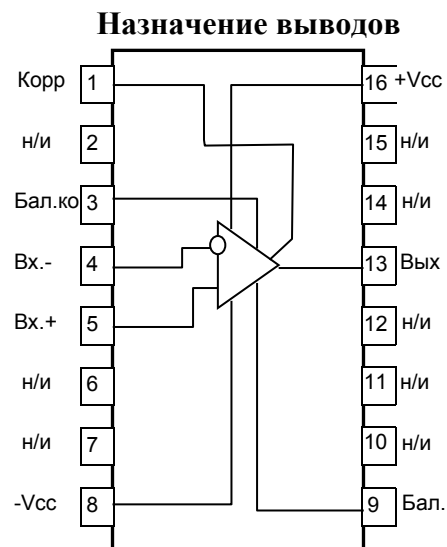 Назначение выводов
Корр 1 16 +Vcc
н/и 2 15 н/и
Бал.ко 3 14 н/и
Вх.- 4 13 Вых
Вх.+ 5 12 н/и
н/и 6 11 н/и
н/и 7 10 н/и
-Vcc 8 9 Бал.